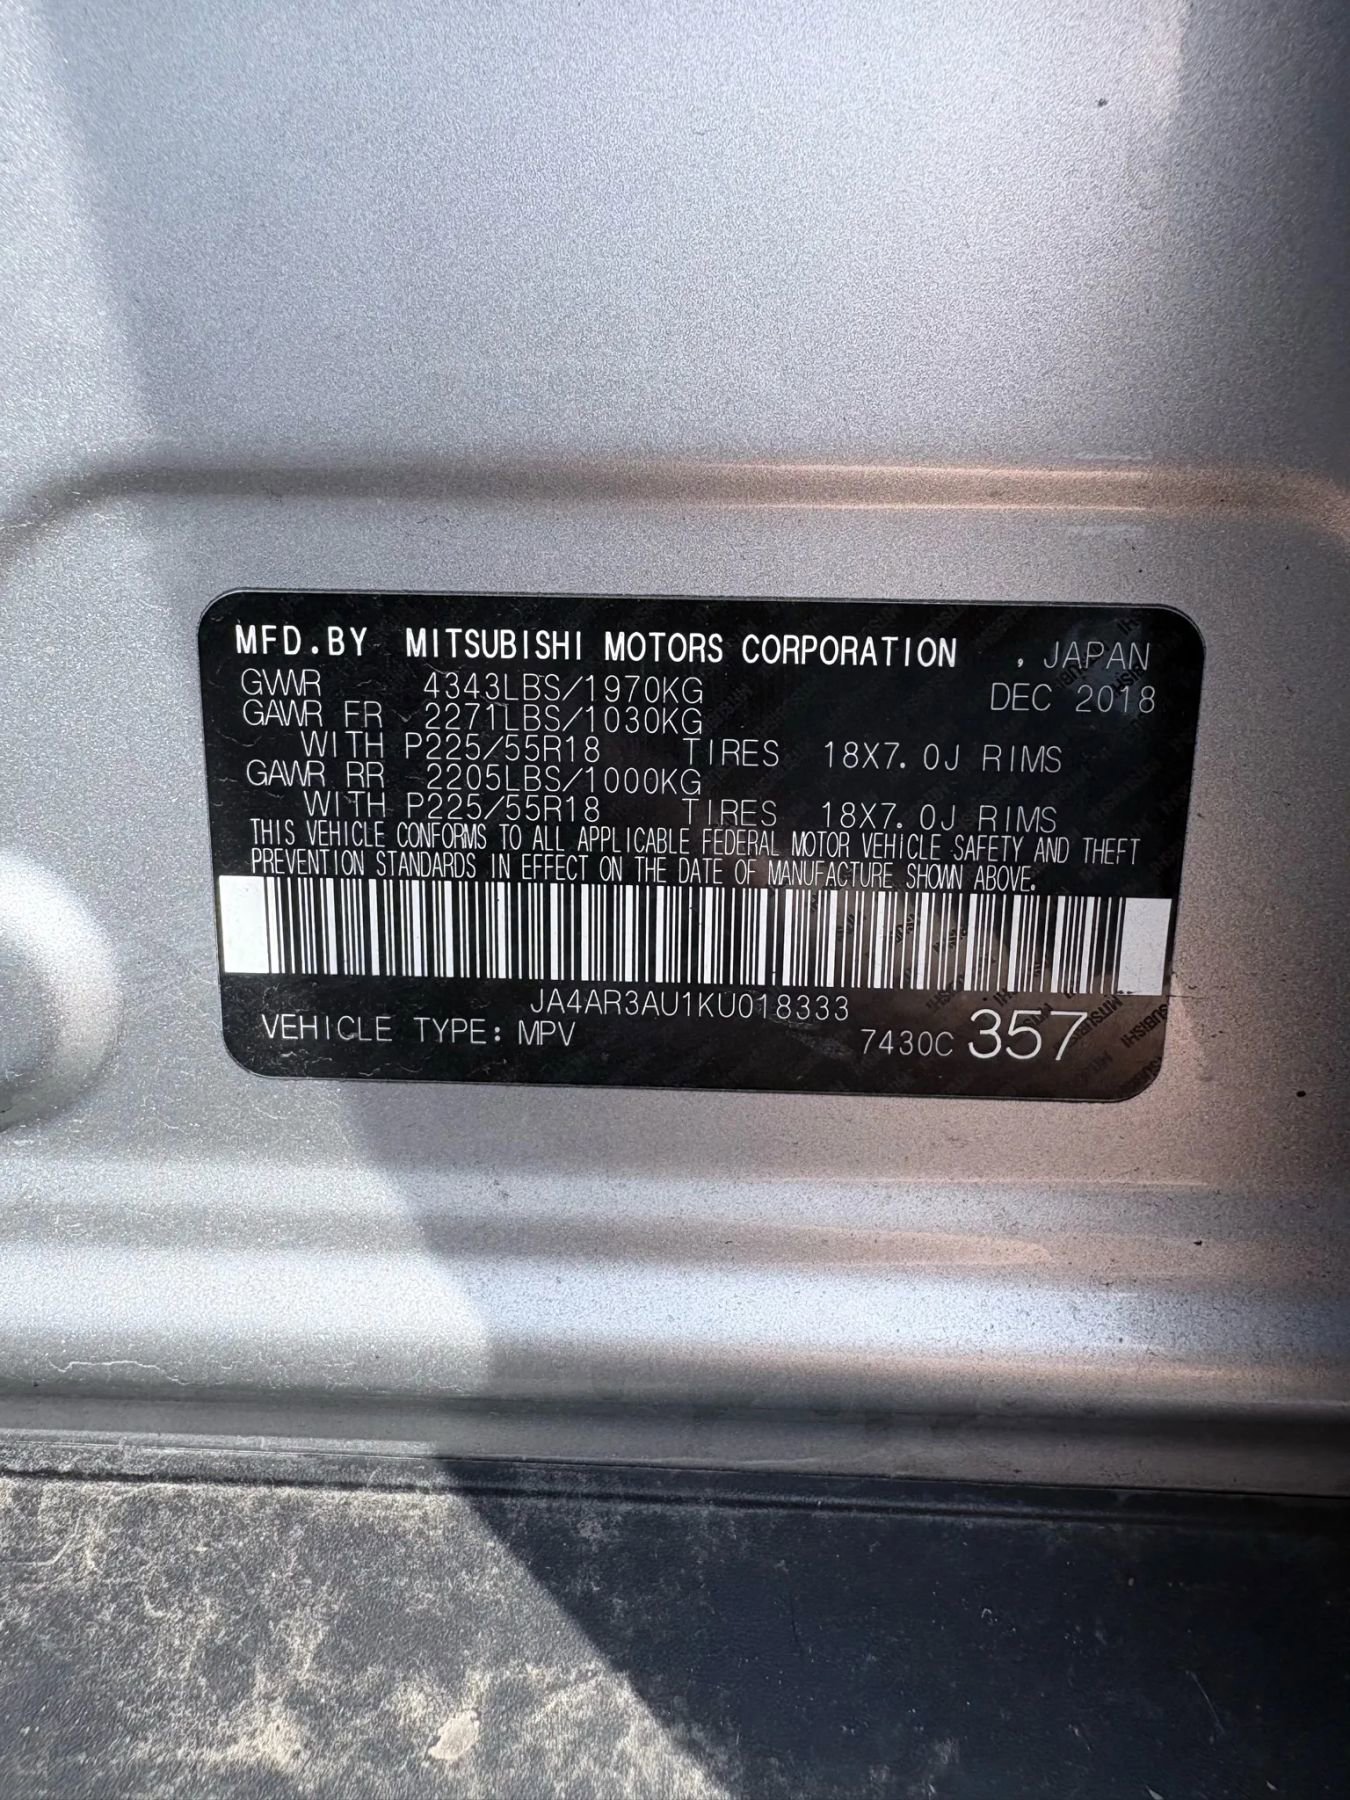 MFD.BY MITSUBISHI MOTORS CORPORATION , JAPAN
GVWR 4343LBS/1970KG DEC 2018
GAWR FR 2271LBS/1030KG
WITH P225/55R18 TIRES 18X7.0J RIMS
GAWR RR 2205LBS/1000KG
WITH P225/55R18 TIRES 18X7.0J RIMS
THIS VEHICLE CONFORMS TO ALL APPLICABLE FEDERAL MOTOR VEHICLE SAFETY AND THEFT
PREVENTION STANDARDS IN EFFECT ON THE DATE OF MANUFACTURE SHOWN ABOVE.
JA4AR3AU1KU018333
VEHICLE TYPE: MPV 7430C 357